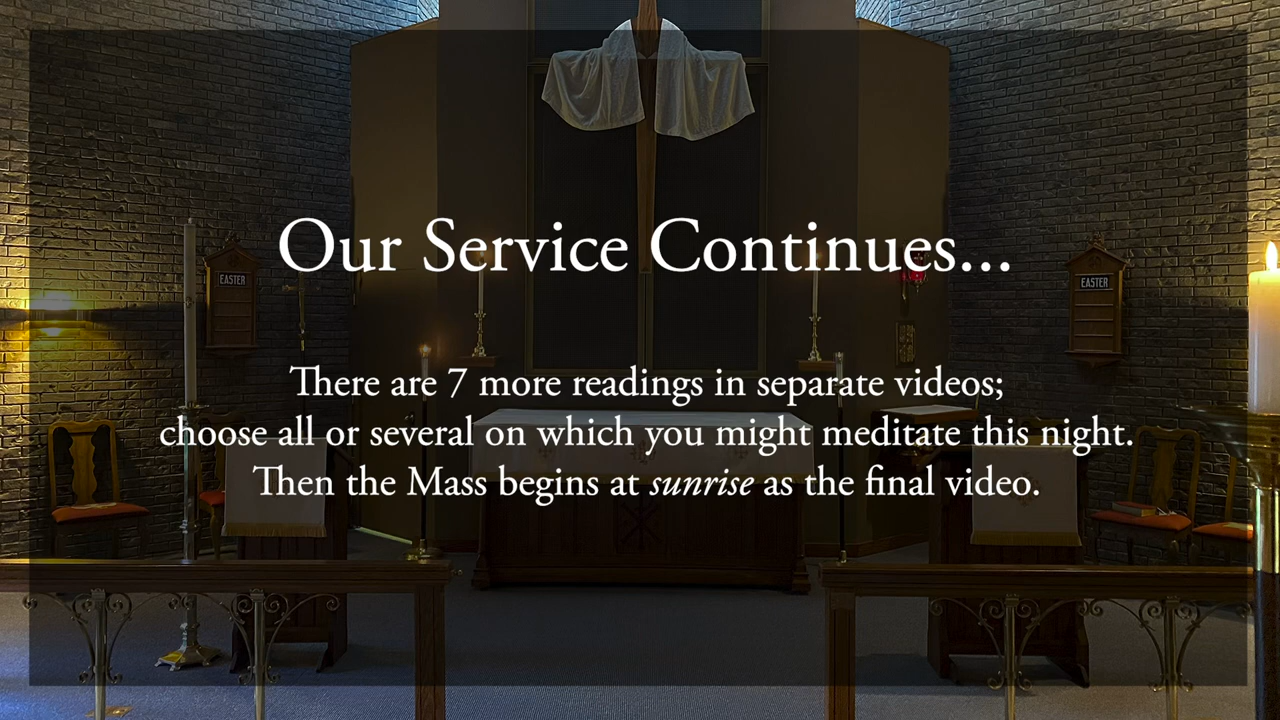 Our Service Continues...
EASTER
EASTER
There are 7 more readings in separate videos;
choose all or several on which you might meditate this night.
Then the Mass begins at sunrise as the final video.